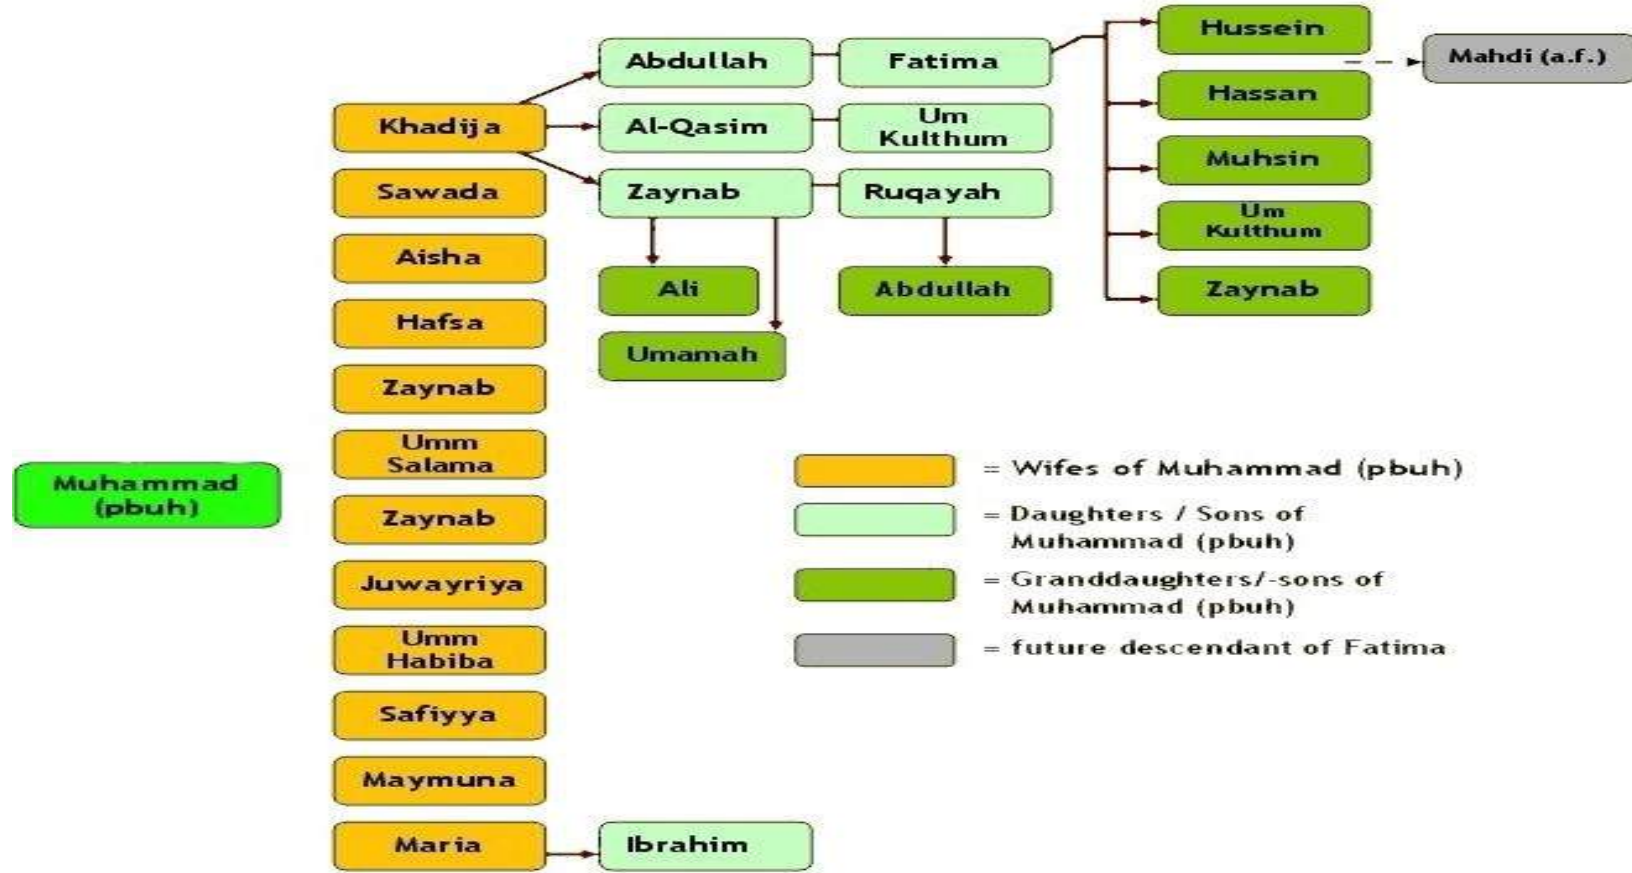 Muhammad
(pbuh)
Khadija
Sawada
Aisha
Hafsa
Zaynab
Umm
Salama
Zaynab
Juwayriya
Umm
Habiba
Safiyya
Maymuna
Maria
Abdullah
Fatima
Al-Qasim
Um
Kulthum
Zaynab
Ruqayah
Ali
Umamah
Abdullah
Ibrahim
Hussein
Hassan
Muhsin
Um
Kulthum
Zaynab
Mahdi (a.f.)
= Wifes of Muhammad (pbuh)
= Daughters / Sons of
Muhammad (pbuh)
= Granddaughters/-sons of
Muhammad (pbuh)
= future descendant of Fatima